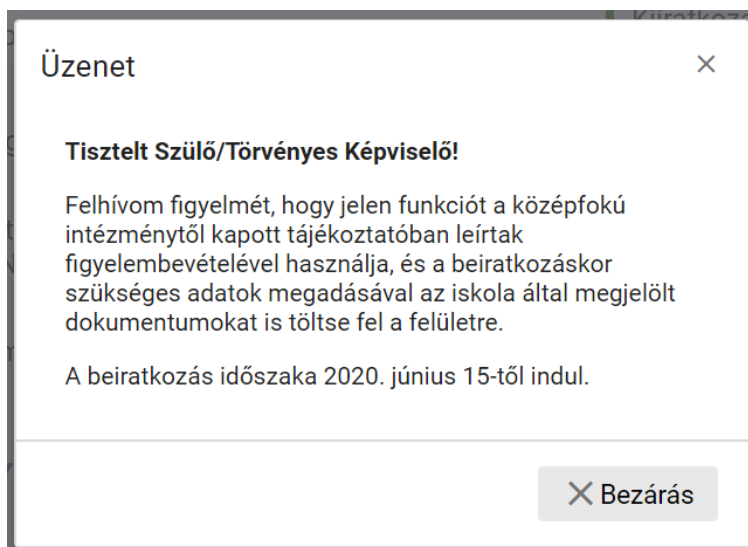 Üzenet
Tisztelt Szülő/Törvényes Képviselő!
Felhívom figyelmét, hogy jelen funkciót a középfokú
intézménytől kapott tájékoztatóban leírtak
figyelembevételével használja, és a beiratkozáskor
szükséges adatok megadásával az iskola által megjelölt
dokumentumokat is töltse fel a felületre.
A beiratkozás időszaka 2020. június 15-től indul.
Bezárás